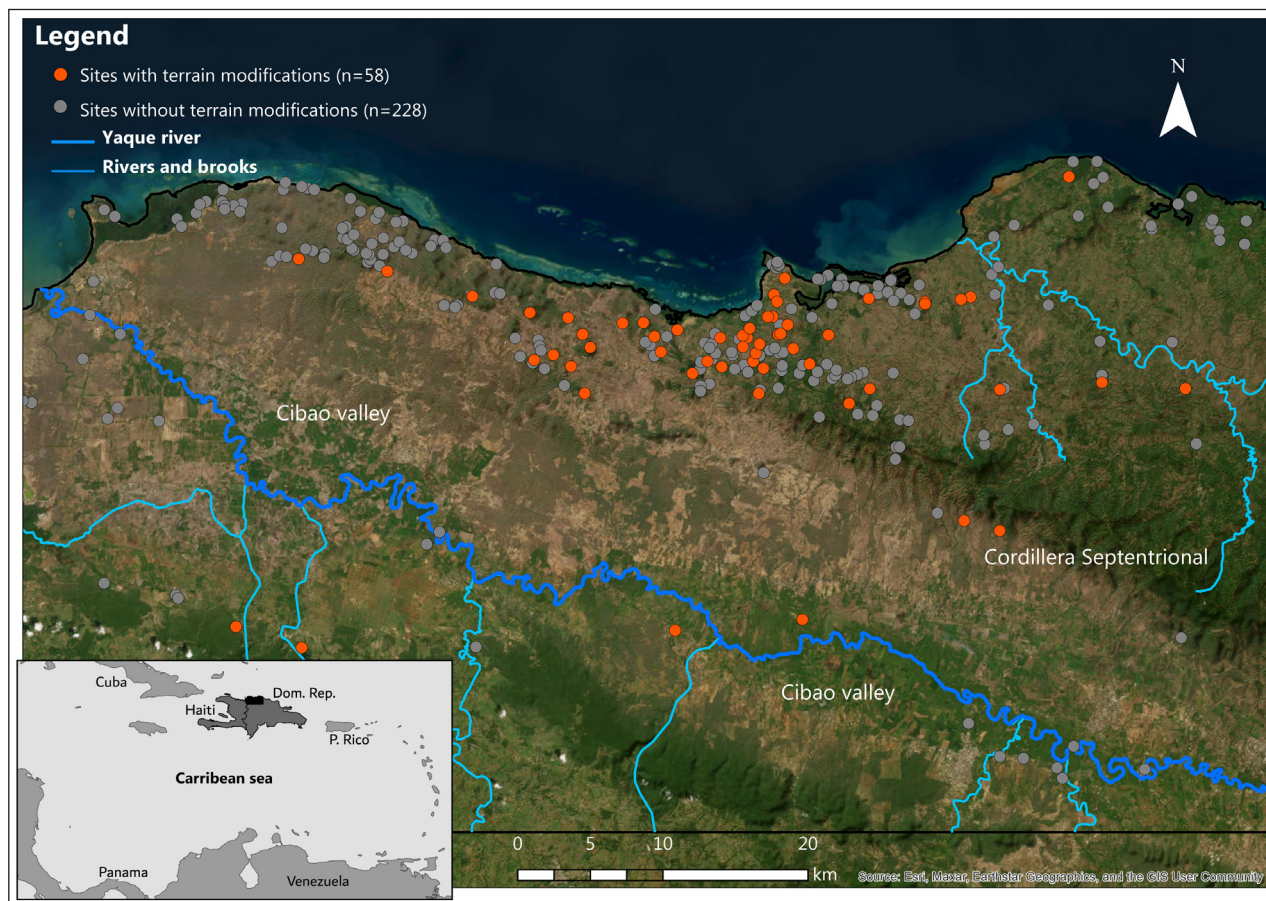 Legend
Sites with terrain modifications (n=58)
Sites without terrain modifications (n=228)
Yaque river
Rivers and brooks
N
Cibao valley
Cordillera Septentrional
Cibao valley
Cuba
Dom. Rep.
Haiti
P. Rico
Carribean sea
Panama
Venezuela
0 5 10 20
km
Source: Esri, Maxar, Earthstar Geographics, and the GIS User Community